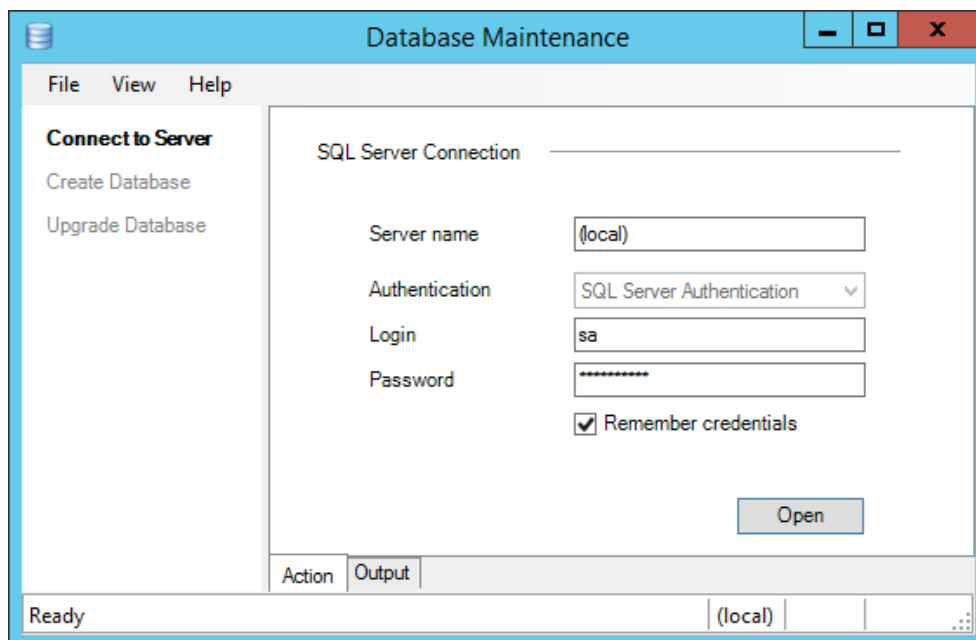 Database Maintenance
File View Help
Connect to Server
Create Database
Upgrade Database
SQL Server Connection
Server name (local)
Authentication SQL Server Authentication
Login sa
Password **********
Remember credentials
Open
Action Output
Ready (local)